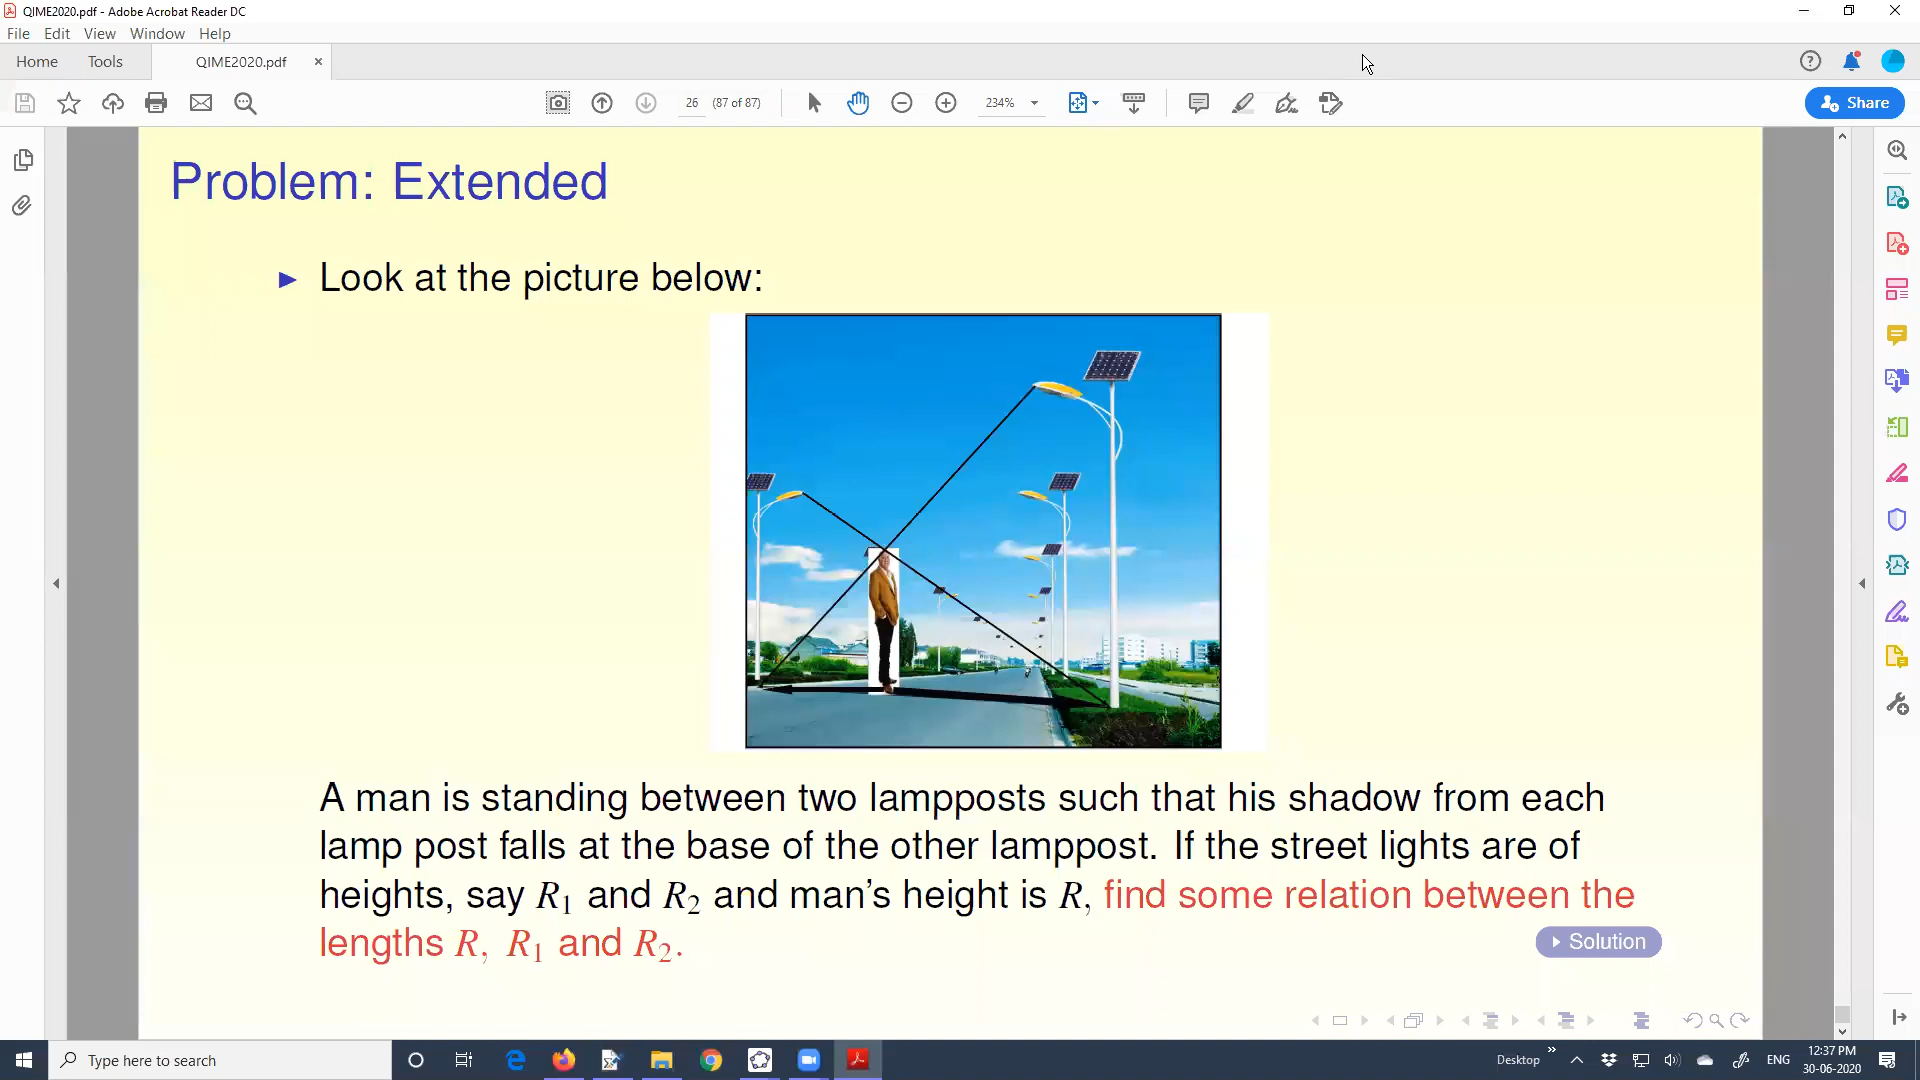 QIME2020.pdf - Adobe Acrobat Reader DC
File Edit View Window Help
Home Tools QIME2020.pdf
26 (87 of 87) 234% Share
Problem: Extended
Look at the picture below:
A man is standing between two lampposts such that his shadow from each
lamp post falls at the base of the other lamppost. If the street lights are of
heights, say R₁ and R₂ and man’s height is R, find some relation between the
lengths R, R₁ and R₂.
Solution
Type here to search
Desktop
ENG
12:37 PM
30-06-2020